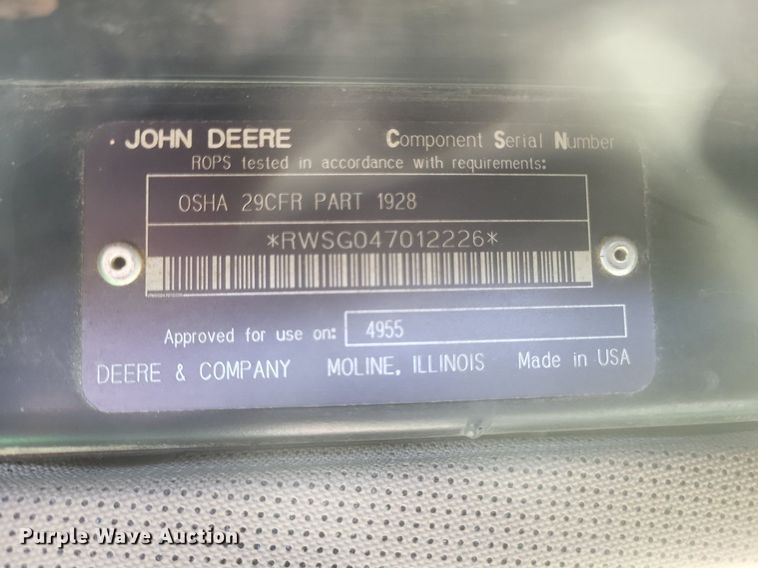 JOHN DEERE Component Serial Number
ROPS tested in accordance with requirements:
OSHA 29CFR PART 1928
*RWSG047012226*
Approved for use on: 4955
DEERE & COMPANY MOLINE, ILLINOIS Made in USA
Purple Wave Auction